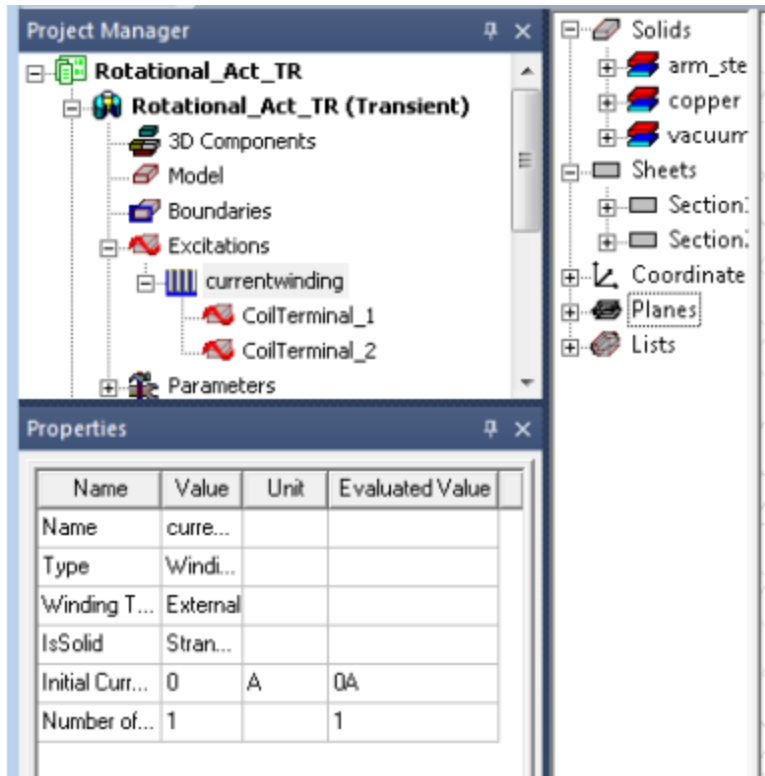 Project Manager
Rotational_Act_TR
Rotational_Act_TR (Transient)
3D Components
Model
Boundaries
Excitations
currentwinding
CoilTerminal_1
CoilTerminal_2
Parameters
Properties
Name Value Unit Evaluated Value
Name curre...
Type Windi...
Winding T... External
IsSolid Stran...
Initial Curr... 0 A 0A
Number of... 1 1
Solids
arm_ste
copper
vacuum
Sheets
Section
Section
Coordinate
Planes
Lists